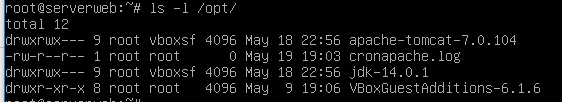 root@serverweb:~# ls -l /opt/
total 12
drwxrwx--- 9 root vboxsf 4096 May 18 22:56 apache-tomcat-7.0.104
-rw-r--r-- 1 root root      0 May 19 19:03 cronapache.log
drwxrwx--- 9 root vboxsf 4096 May 18 22:56 jdk-14.0.1
drwxr-xr-x 8 root root   4096 May  9 19:06 VBoxGuestAdditions-6.1.6
root@serverweb:~#